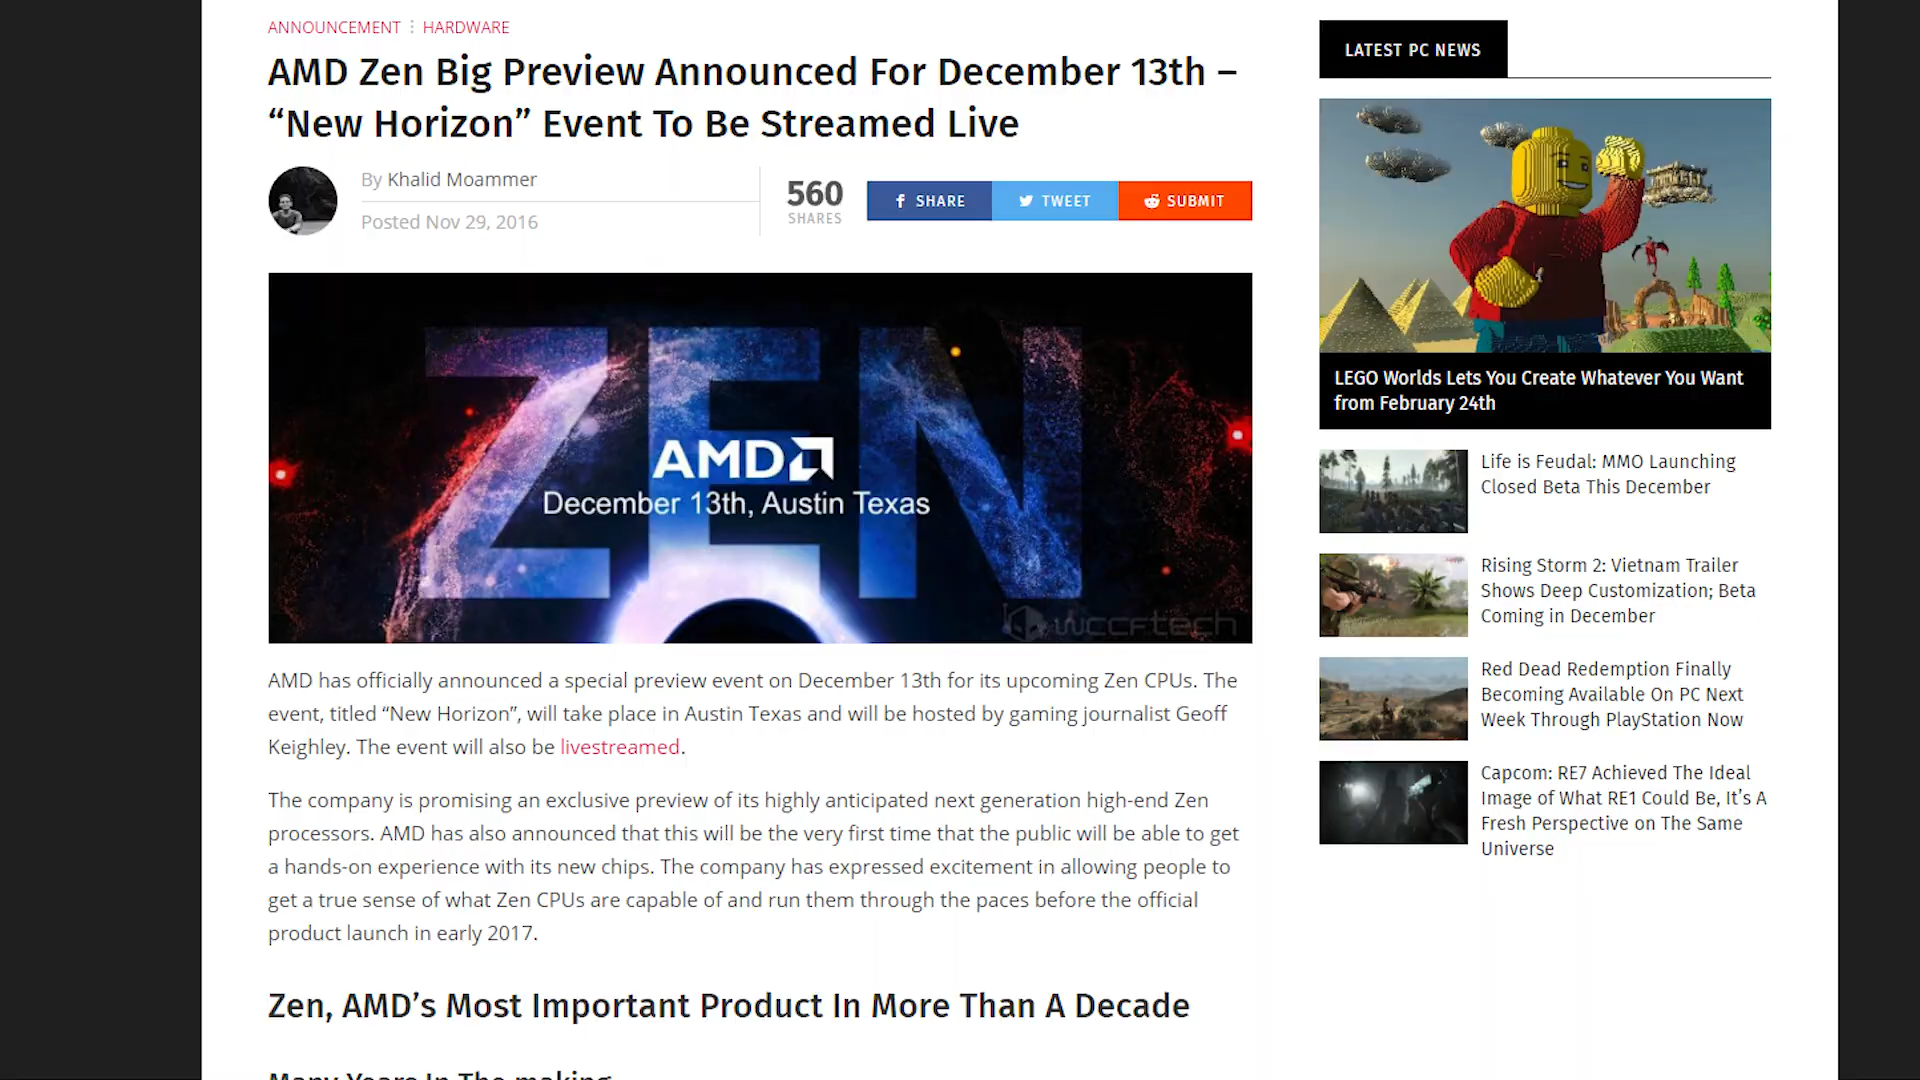 ANNOUNCEMENT HARDWARE
AMD Zen Big Preview Announced For December 13th –
“New Horizon” Event To Be Streamed Live
By Khalid Moammer
Posted Nov 29, 2016
560
SHARES
SHARE
TWEET
SUBMIT
ZEN
AMD
December 13th, Austin Texas
wccftech
AMD has officially announced a special preview event on December 13th for its upcoming Zen CPUs. The
event, titled “New Horizon”, will take place in Austin Texas and will be hosted by gaming journalist Geoff
Keighley. The event will also be livestreamed.
The company is promising an exclusive preview of its highly anticipated next generation high-end Zen
processors. AMD has also announced that this will be the very first time that the public will be able to get
a hands-on experience with its new chips. The company has expressed excitement in allowing people to
get a true sense of what Zen CPUs are capable of and run them through the paces before the official
product launch in early 2017.
Zen, AMD’s Most Important Product In More Than A Decade
Many Years In The making
LATEST PC NEWS
LEGO Worlds Lets You Create Whatever You Want
from February 24th
Life is Feudal: MMO Launching
Closed Beta This December
Rising Storm 2: Vietnam Trailer
Shows Deep Customization; Beta
Coming in December
Red Dead Redemption Finally
Becoming Available On PC Next
Week Through PlayStation Now
Capcom: RE7 Achieved The Ideal
Image of What RE1 Could Be, It’s A
Fresh Perspective on The Same
Universe